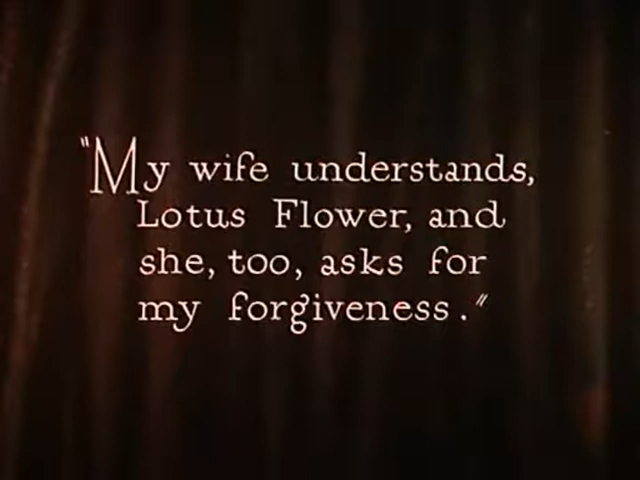 "My wife understands,
Lotus Flower, and
she, too, asks for
my forgiveness."